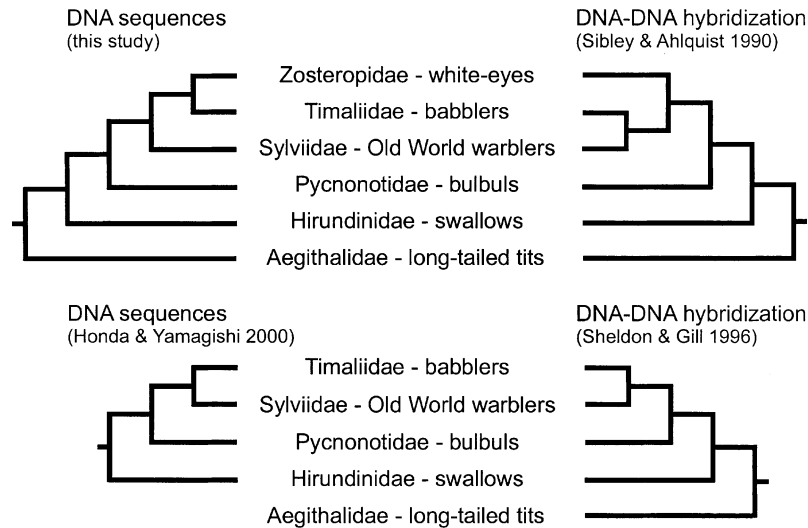 DNA sequences
(this study)
DNA-DNA hybridization
(Sibley & Ahlquist 1990)
Zosteropidae - white-eyes
Timaliidae - babblers
Sylviidae - Old World warblers
Pycnonotidae - bulbuls
Hirundinidae - swallows
Aegithalidae - long-tailed tits
DNA sequences
(Honda & Yamagishi 2000)
DNA-DNA hybridization
(Sheldon & Gill 1996)
Timaliidae - babblers
Sylviidae - Old World warblers
Pycnonotidae - bulbuls
Hirundinidae - swallows
Aegithalidae - long-tailed tits